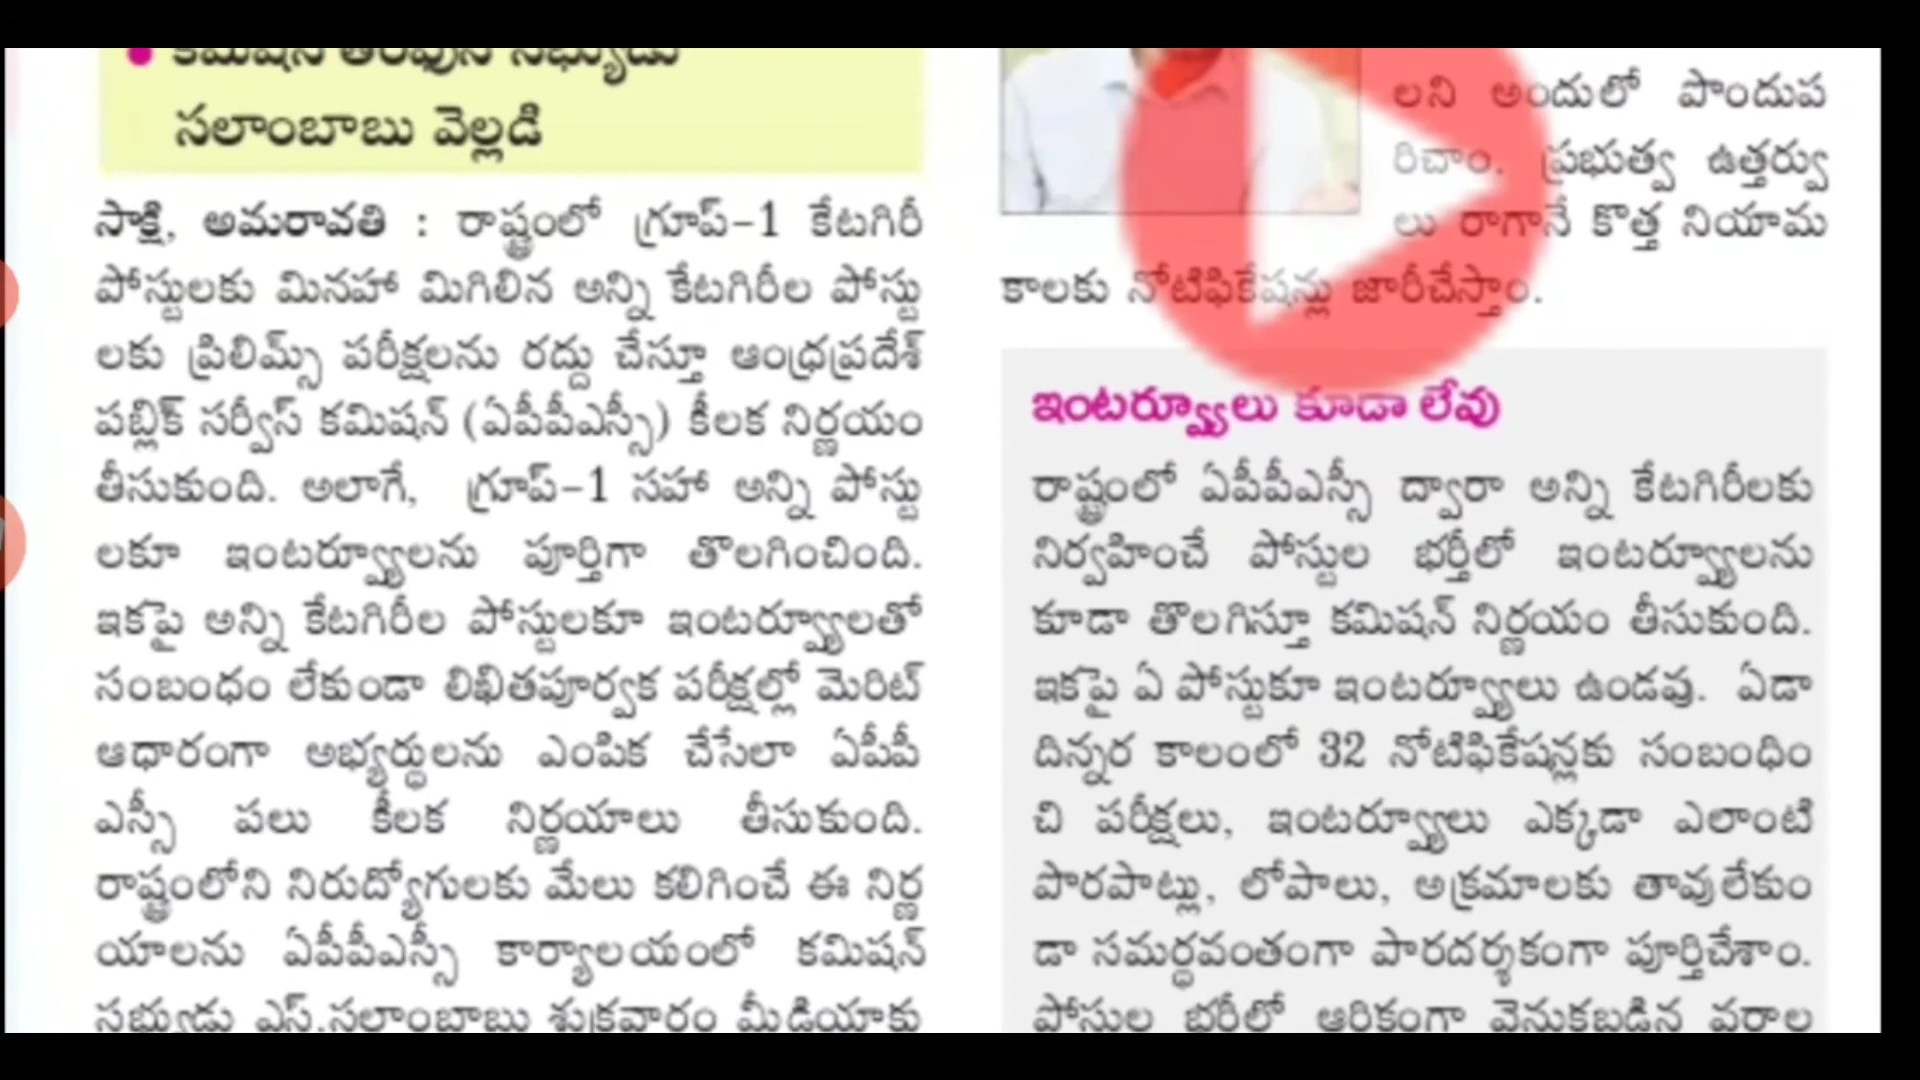 కమిషన్ తరఫున సభ్యుడు
సలాంబాబు వెల్లడి
సాక్షి, అమరావతి : రాష్ట్రంలో గ్రూప్-1 కేటగిరీ
పోస్టులకు మినహా మిగిలిన అన్ని కేటగిరీల పోస్టు
లకు ప్రిలిమ్స్ పరీక్షలను రద్దు చేస్తూ ఆంధ్రప్రదేశ్
పబ్లిక్ సర్వీస్ కమిషన్ (ఏపీపీఎస్సీ) కీలక నిర్ణయం
తీసుకుంది. అలాగే, గ్రూప్-1 సహా అన్ని పోస్టు
లకూ ఇంటర్వ్యూలను పూర్తిగా తొలగించింది.
ఇకపై అన్ని కేటగిరీల పోస్టులకూ ఇంటర్వ్యూలతో
సంబంధం లేకుండా లిఖితపూర్వక పరీక్షల్లో మెరిట్
ఆధారంగా అభ్యర్థులను ఎంపిక చేసేలా ఏపీపీ
ఎస్సీ పలు కీలక నిర్ణయాలు తీసుకుంది.
రాష్ట్రంలోని నిరుద్యోగులకు మేలు కలిగించే ఈ నిర్ణ
యాలను ఏపీపీఎస్సీ కార్యాలయంలో కమిషన్
సభ్యుడు ఎస్.సలాంబాబు శుక్రవారం మీడియాకు
లని అందులో పొందుప
రిచాం. ప్రభుత్వ ఉత్తర్వు
లు రాగానే కొత్త నియామ
కాలకు నోటిఫికేషన్లు జారీచేస్తాం.
ఇంటర్వ్యూలు కూడా లేవు
రాష్ట్రంలో ఏపీపీఎస్సీ ద్వారా అన్ని కేటగిరీలకు
నిర్వహించే పోస్టుల భర్తీలో ఇంటర్వ్యూలను
కూడా తొలగిస్తూ కమిషన్ నిర్ణయం తీసుకుంది.
ఇకపై ఏ పోస్టుకూ ఇంటర్వ్యూలు ఉండవు. ఏడా
దిన్నర కాలంలో 32 నోటిఫికేషన్లకు సంబంధిం
చి పరీక్షలు, ఇంటర్వ్యూలు ఎక్కడా ఎలాంటి
పొరపాట్లు, లోపాలు, అక్రమాలకు తావులేకుం
డా సమర్థవంతంగా పారదర్శకంగా పూర్తిచేశాం.
పోస్టుల భర్తీలో ఆర్థికంగా వెనుకబడిన వర్గాల